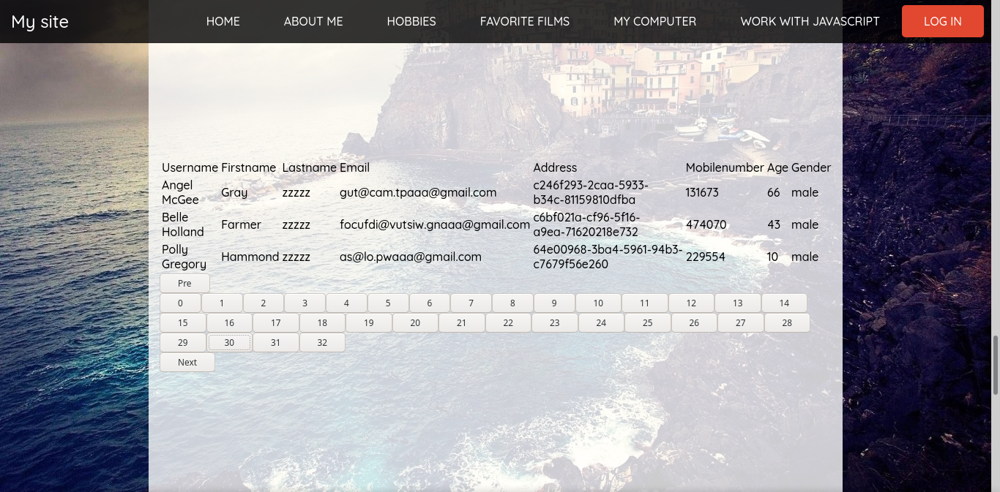 My site HOME ABOUT ME HOBBIES FAVORITE FILMS MY COMPUTER WORK WITH JAVASCRIPT LOG IN
Username Firstname Lastname Email Address Mobilenumber Age Gender
Angel McGee Gray zzzzz gut@cam.tpaaa@gmail.com c246f293-2caa-5933-b34c-81159810dfba 131673 66 male
Belle Holland Farmer zzzzz focufdi@vutsiw.gnaaa@gmail.com c6bf021a-cf96-5f16-a9ea-71620218e732 474070 43 male
Polly Gregory Hammond zzzzz as@lo.pwaaa@gmail.com 64e00968-3ba4-5961-94b3-c7679f56e260 229554 10 male
Pre
0 1 2 3 4 5 6 7 8 9 10 11 12 13 14
15 16 17 18 19 20 21 22 23 24 25 26 27 28
29 30 31 32
Next